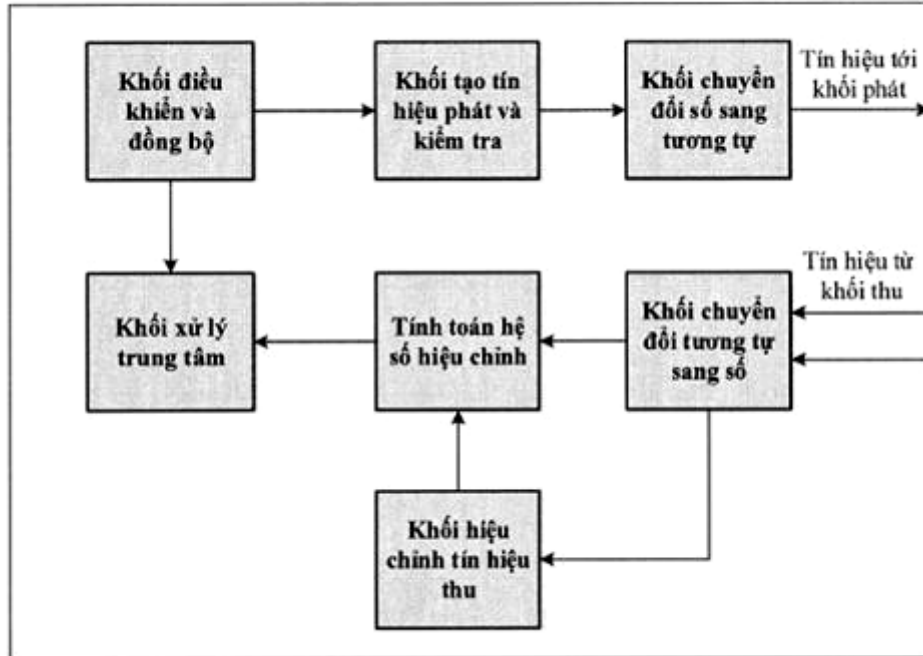 Khối điều
khiển và
đồng bộ
Khối tạo tín
hiệu phát và
kiểm tra
Khối chuyển
đổi số sang
tương tự
Tín hiệu tới
khối phát
Khối xử lý
trung tâm
Tính toán hệ
số hiệu chỉnh
Khối chuyển
đổi tương tự
sang số
Tín hiệu từ
khối thu
Khối hiệu
chỉnh tín hiệu
thu